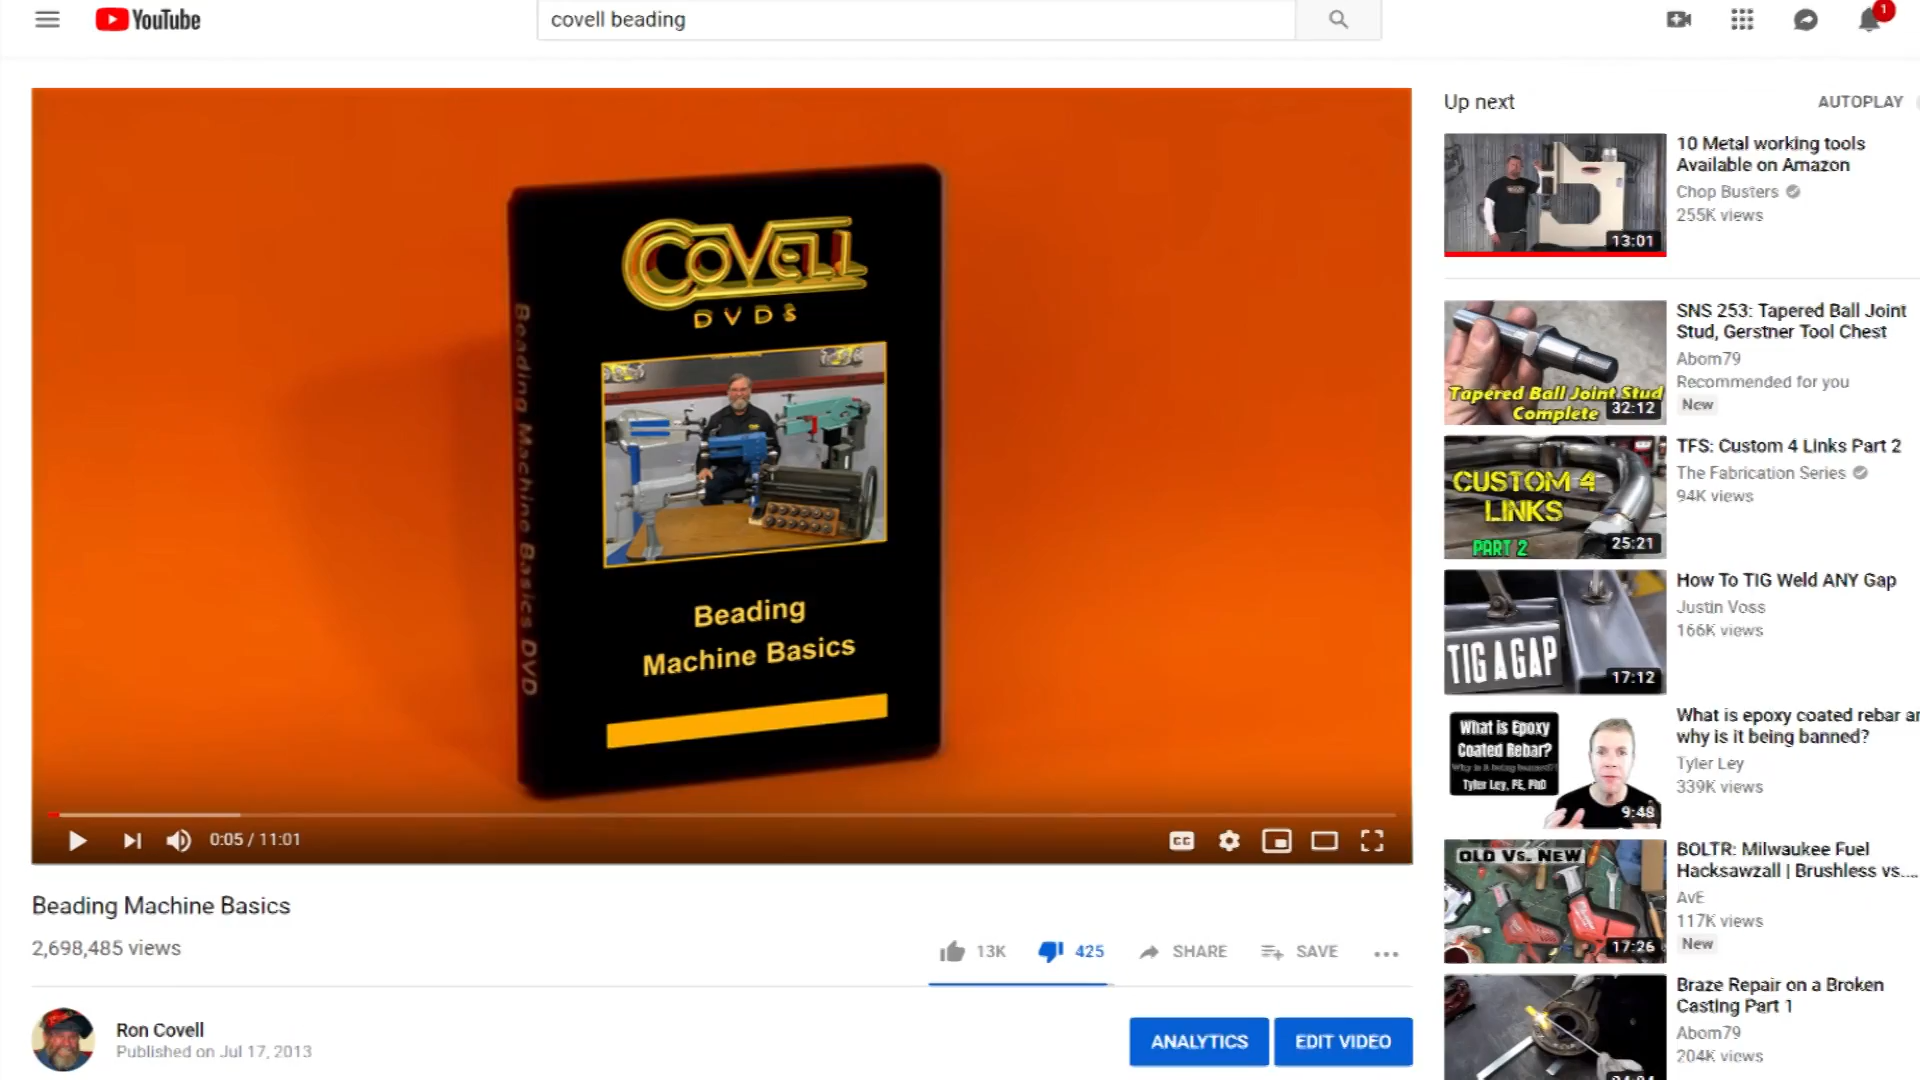 YouTube
covell beading
1
COVELL
DVDS
Beading Machine Basics DVD
Beading
Machine Basics
0:05 / 11:01
CC
Beading Machine Basics
2,698,485 views
13K
425
SHARE
SAVE
Ron Covell
Published on Jul 17, 2013
ANALYTICS
EDIT VIDEO
Up next
AUTOPLAY
13:01
10 Metal working tools
Available on Amazon
Chop Busters
255K views
Tapered Ball Joint Stud
Complete
32:12
SNS 253: Tapered Ball Joint
Stud, Gerstner Tool Chest
Abom79
Recommended for you
New
CUSTOM 4
LINKS
PART 2
25:21
TFS: Custom 4 Links Part 2
The Fabrication Series
94K views
TIG A GAP
17:12
How To TIG Weld ANY Gap
Justin Voss
166K views
What is Epoxy
Coated Rebar?
Why is it being banned?
Tyler Ley, PE, PhD
9:48
What is epoxy coated rebar
why is it being banned?
Tyler Ley
339K views
OLD Vs. NEW
17:26
BOLTR: Milwaukee Fuel
Hacksawzall | Brushless vs....
AvE
117K views
New
Braze Repair on a Broken
Casting Part 1
Abom79
204K views